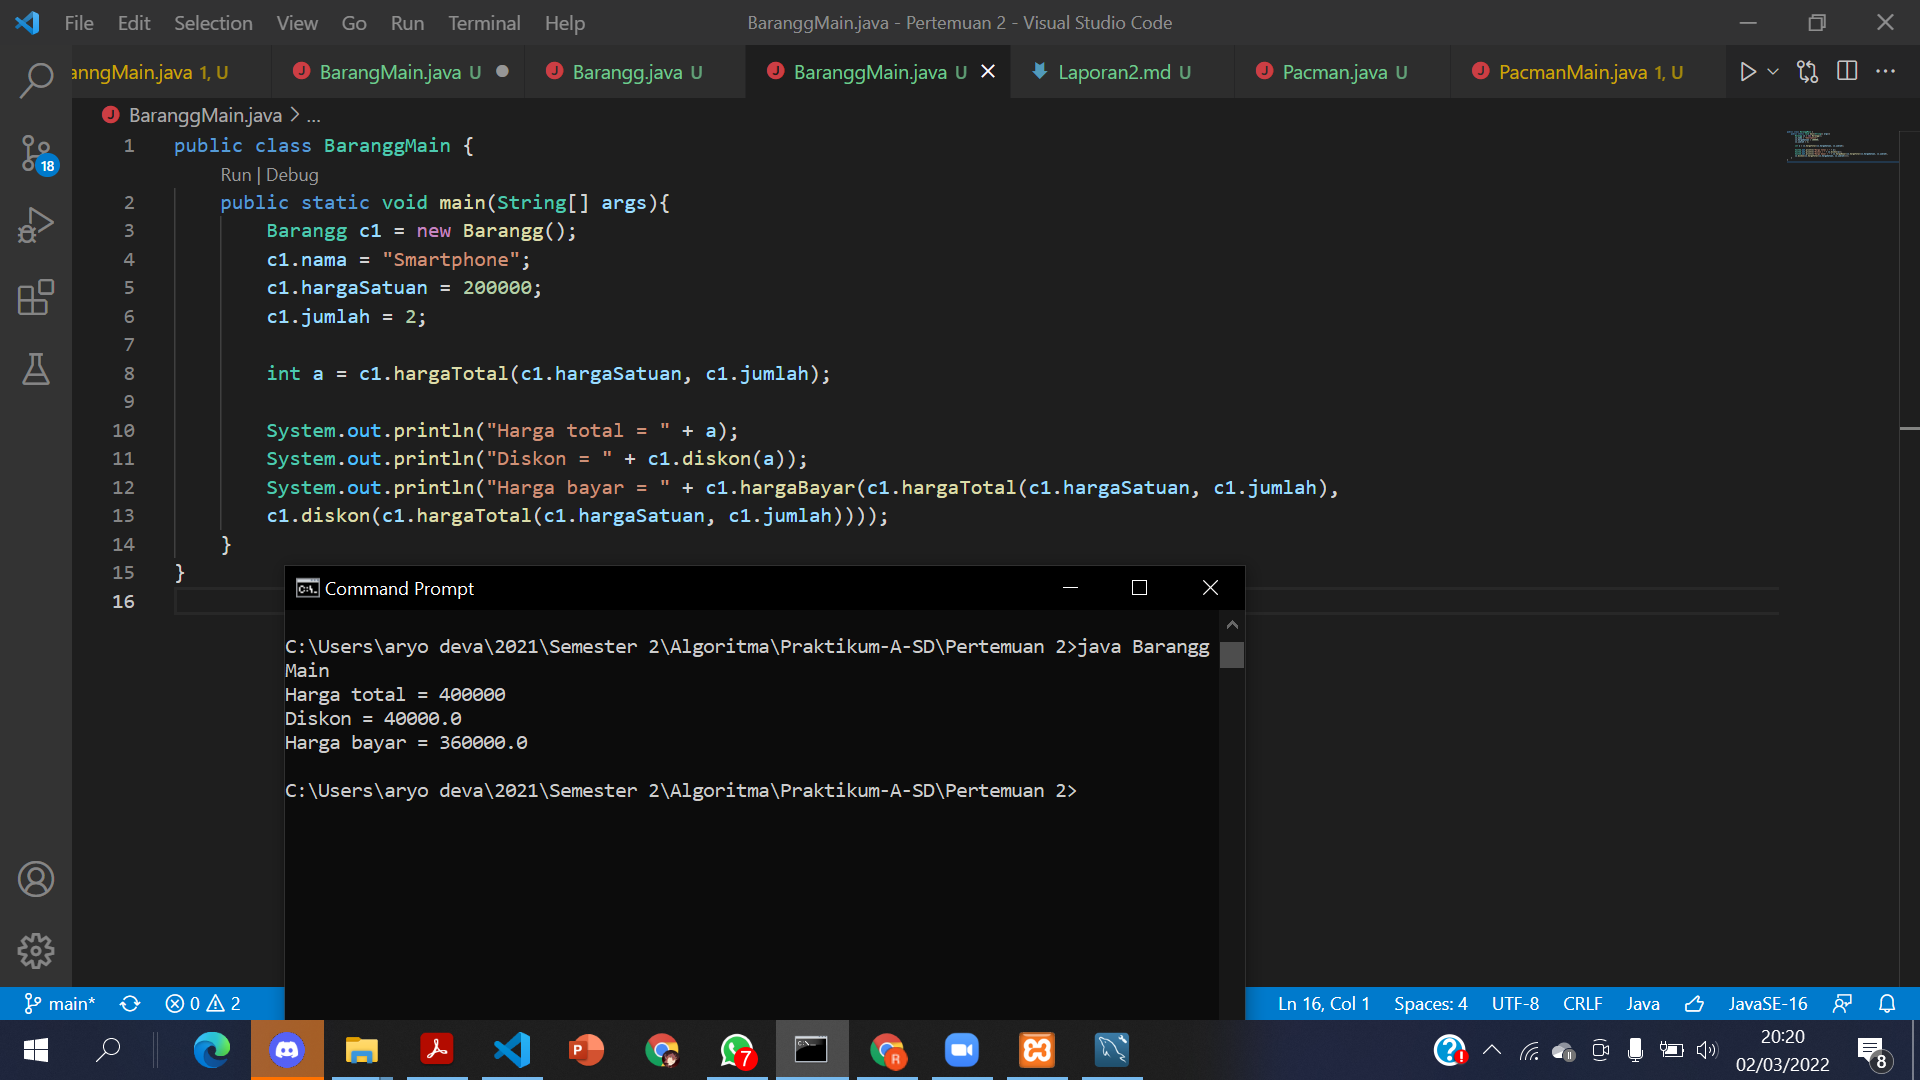 File Edit Selection View Go Run Terminal Help
BaranggMain.java - Pertemuan 2 - Visual Studio Code
anngMain.java 1, U
BarangMain.java U
Barangg.java U
BaranggMain.java U
Laporan2.md U
Pacman.java U
PacmanMain.java 1, U
BaranggMain.java > ...
18
1 public class BaranggMain {
Run | Debug
2 public static void main(String[] args){
3 Barangg c1 = new Barangg();
4 c1.nama = "Smartphone";
5 c1.hargaSatuan = 200000;
6 c1.jumlah = 2;
7
8 int a = c1.hargaTotal(c1.hargaSatuan, c1.jumlah);
9
10 System.out.println("Harga total = " + a);
11 System.out.println("Diskon = " + c1.diskon(a));
12 System.out.println("Harga bayar = " + c1.hargaBayar(c1.hargaTotal(c1.hargaSatuan, c1.jumlah),
13 c1.diskon(c1.hargaTotal(c1.hargaSatuan, c1.jumlah))));
14 }
15 }
16
Command Prompt
C:\Users\aryo deva\2021\Semester 2\Algoritma\Praktikum-A-SD\Pertemuan 2>java Barangg
Main
Harga total = 400000
Diskon = 40000.0
Harga bayar = 360000.0
C:\Users\aryo deva\2021\Semester 2\Algoritma\Praktikum-A-SD\Pertemuan 2>
main* 0 2
Ln 16, Col 1 Spaces: 4 UTF-8 CRLF Java JavaSE-16
7
R
20:20
02/03/2022
8